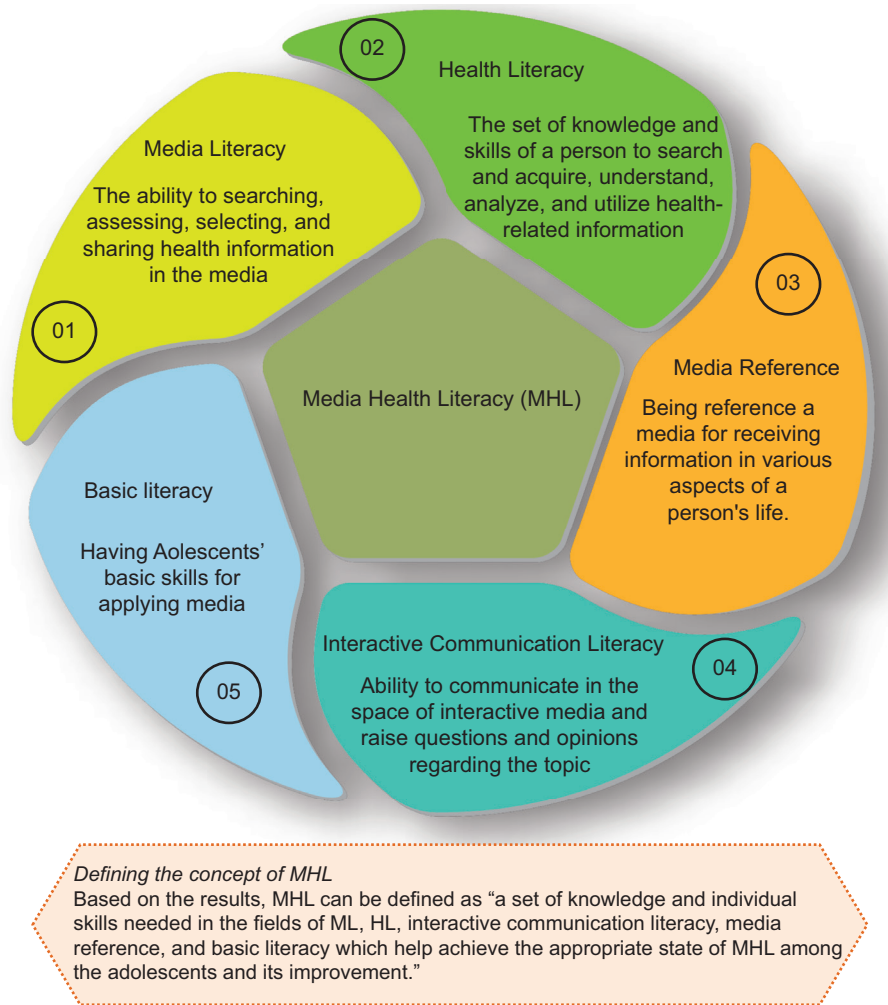 01
Media Literacy
The ability to searching,
assessing, selecting, and
sharing health information
in the media
02
Health Literacy
The set of knowledge and
skills of a person to search
and acquire, understand,
analyze, and utilize health-
related information
03
Media Reference
Being reference a
media for receiving
information in various
aspects of a
person's life.
04
Interactive Communication Literacy
Ability to communicate in the
space of interactive media and
raise questions and opinions
regarding the topic
05
Basic literacy
Having Aolescents’
basic skills for
applying media
Media Health Literacy (MHL)
Defining the concept of MHL
Based on the results, MHL can be defined as “a set of knowledge and individual
skills needed in the fields of ML, HL, interactive communication literacy, media
reference, and basic literacy which help achieve the appropriate state of MHL among
the adolescents and its improvement.”